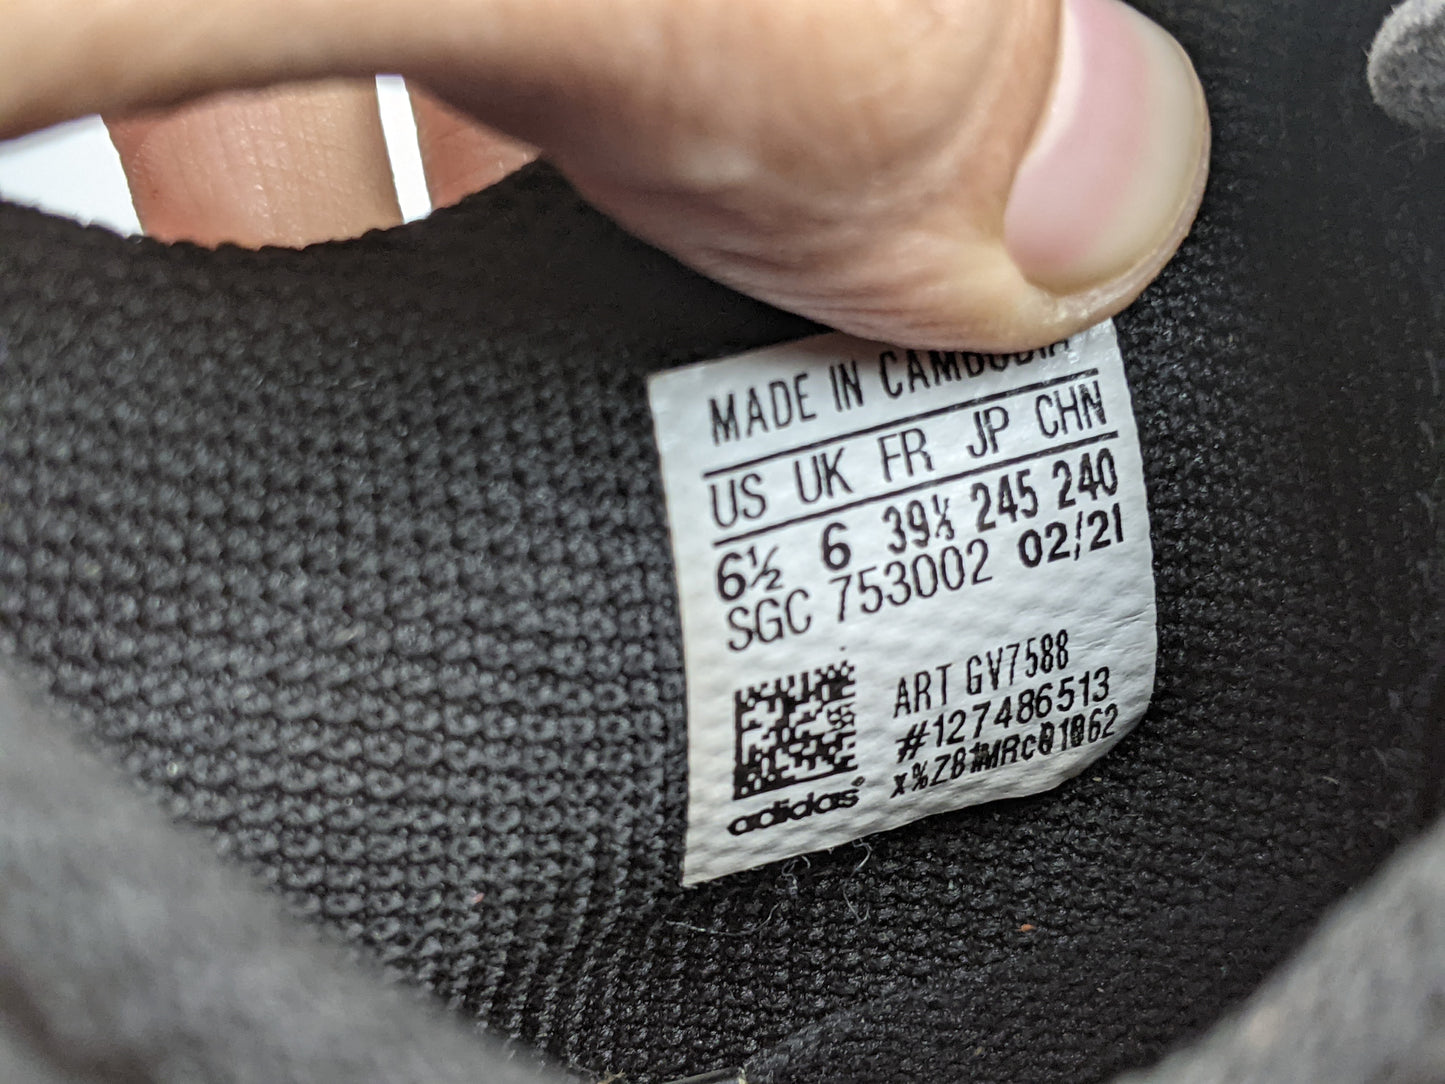 MADE IN CAMBODIA
US UK FR JP CHN
6½ 6 39⅓ 245 240
SGC 753002 02/21
ART GV7588
#127486513
adidas